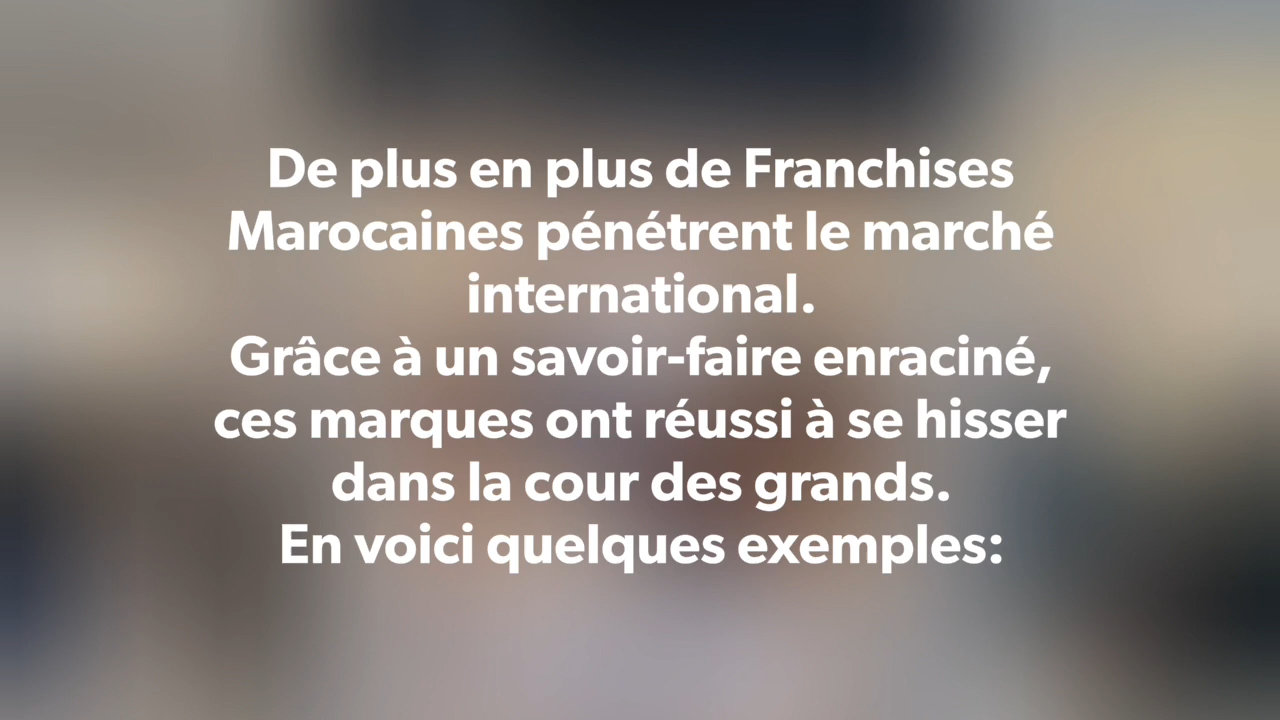 De plus en plus de Franchises
Marocaines pénétrent le marché
international.
Grâce à un savoir-faire enraciné,
ces marques ont réussi à se hisser
dans la cour des grands.
En voici quelques exemples: